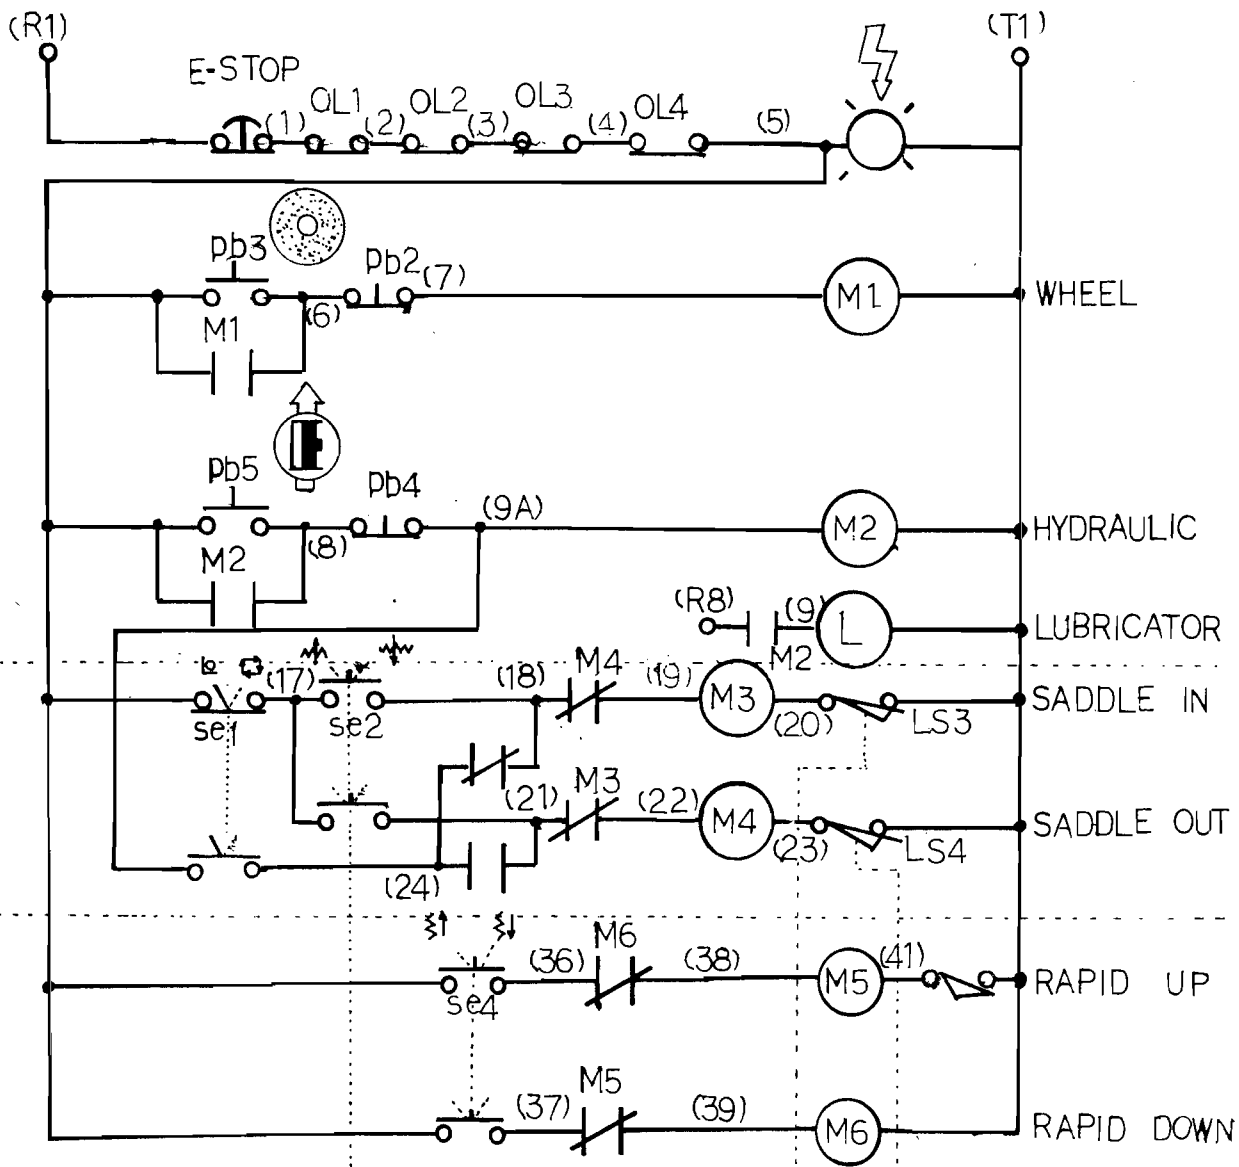 (R1)
(T1)
E-STOP
(1) OL1 (2) OL2 (3) OL3 (4) OL4 (5)
pb3
pb2 (7)
(6)
M1
M1
WHEEL
pb5
pb4
(9A)
(8)
M2
M2
HYDRAULIC
(R8)
(9)
L
M2
LUBRICATOR
(17)
(18)
M4
(19)
M3
(20)
LS3
SADDLE IN
se1
se2
(21)
M3
(22)
M4
(23)
LS4
SADDLE OUT
(24)
(36)
M6
(38)
M5
(41)
RAPID UP
se4
(37)
M5
(39)
M6
RAPID DOWN